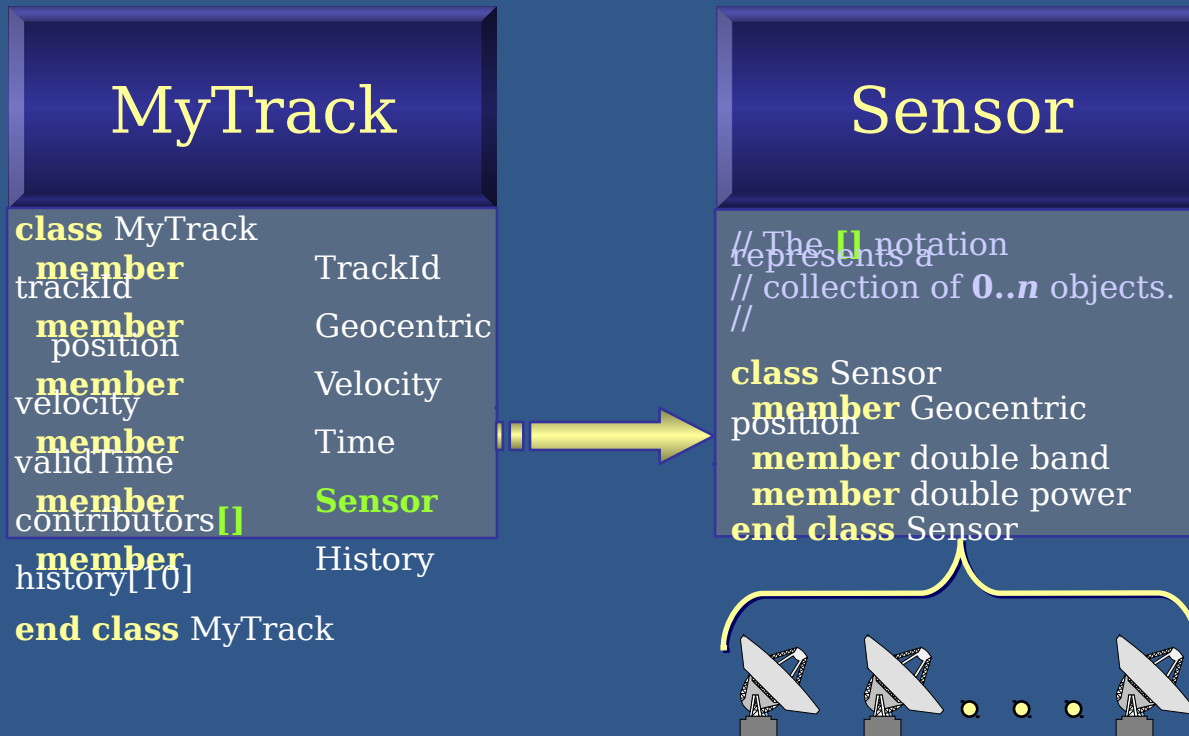 MyTrack
class MyTrack
member TrackId
trackId
member Geocentric
position
member Velocity
velocity
member Time
validTime
member Sensor
contributors[]
member History
history[10]
end class MyTrack
Sensor
// The [] notation
represents a
// collection of 0..n objects.
//
class Sensor
member Geocentric
position
member double band
member double power
end class Sensor